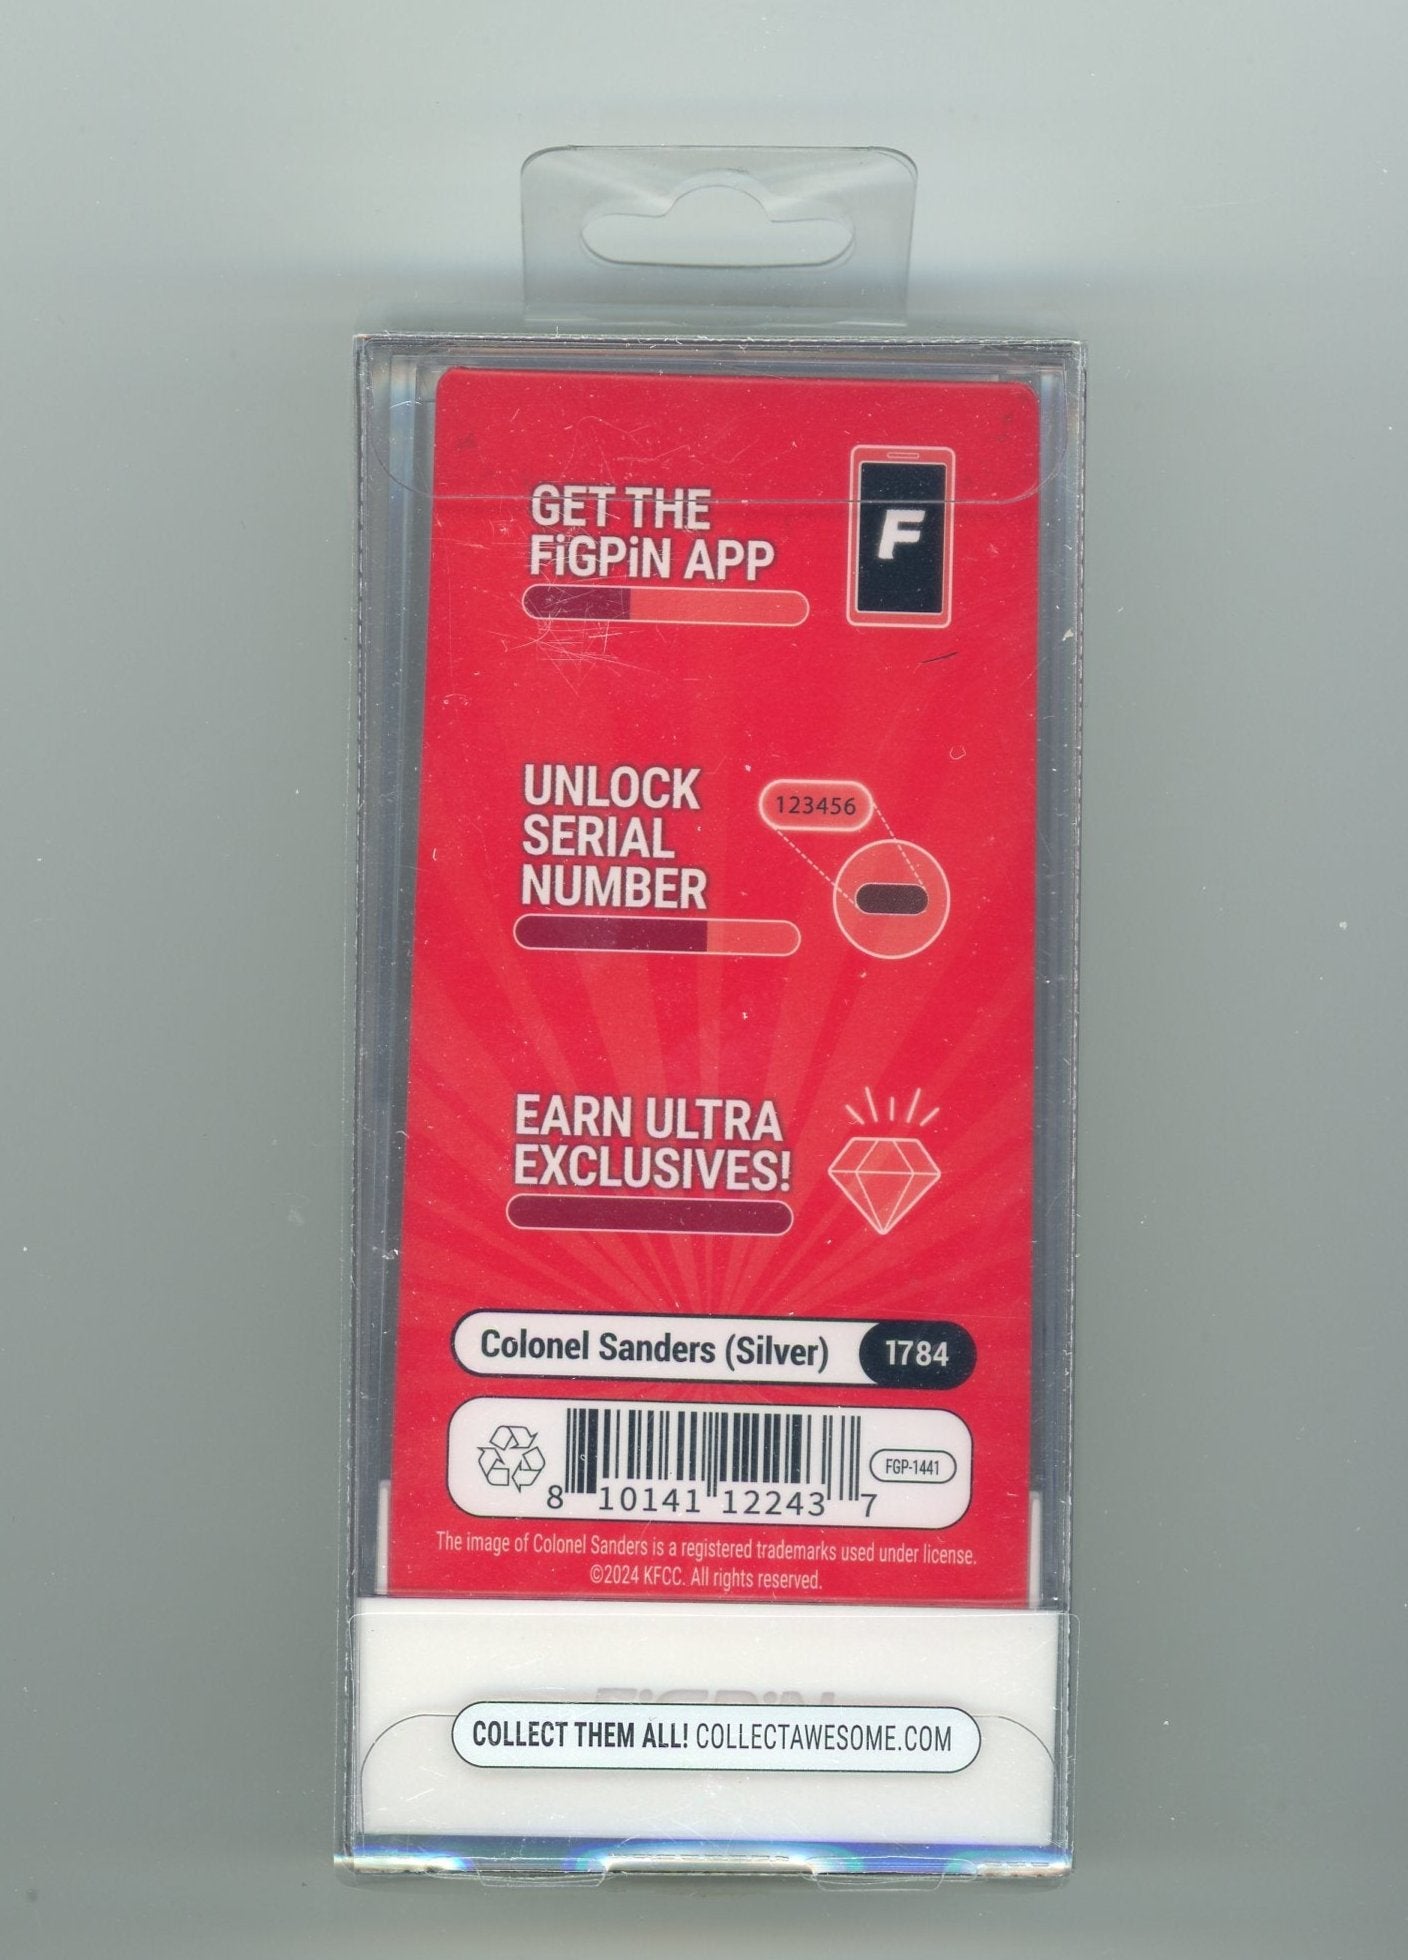 GET THE
FiGPiN APP
F
UNLOCK
SERIAL
NUMBER
123456
EARN ULTRA
EXCLUSIVES!
Colonel Sanders (Silver) 1784
FGP-1441
8 10141 12243 7
The image of Colonel Sanders is a registered trademarks used under license.
©2024 KFCC. All rights reserved.
FiGPiN
COLLECT THEM ALL! COLLECTAWESOME.COM